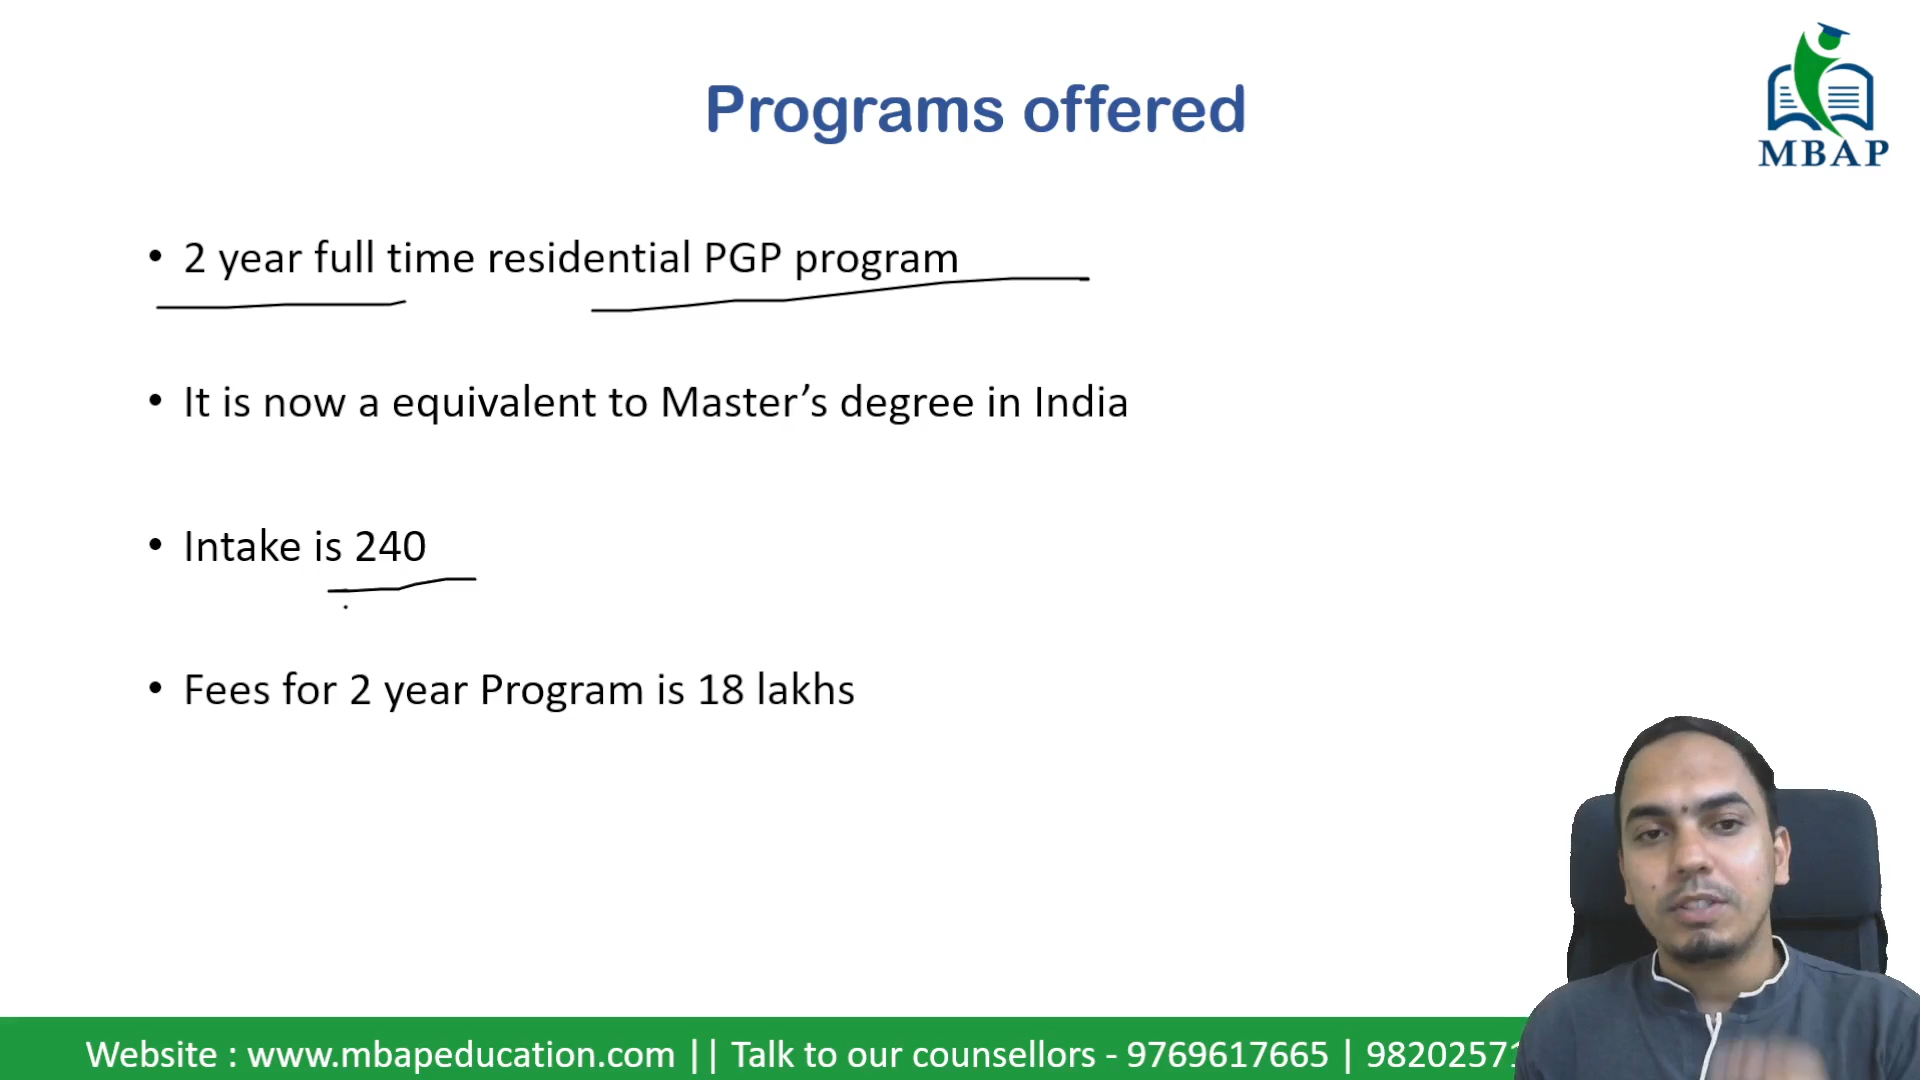 Programs offered
MBAP
• 2 year full time residential PGP program
• It is now a equivalent to Master’s degree in India
• Intake is 240
• Fees for 2 year Program is 18 lakhs
Website : www.mbapeducation.com || Talk to our counsellors - 9769617665 |